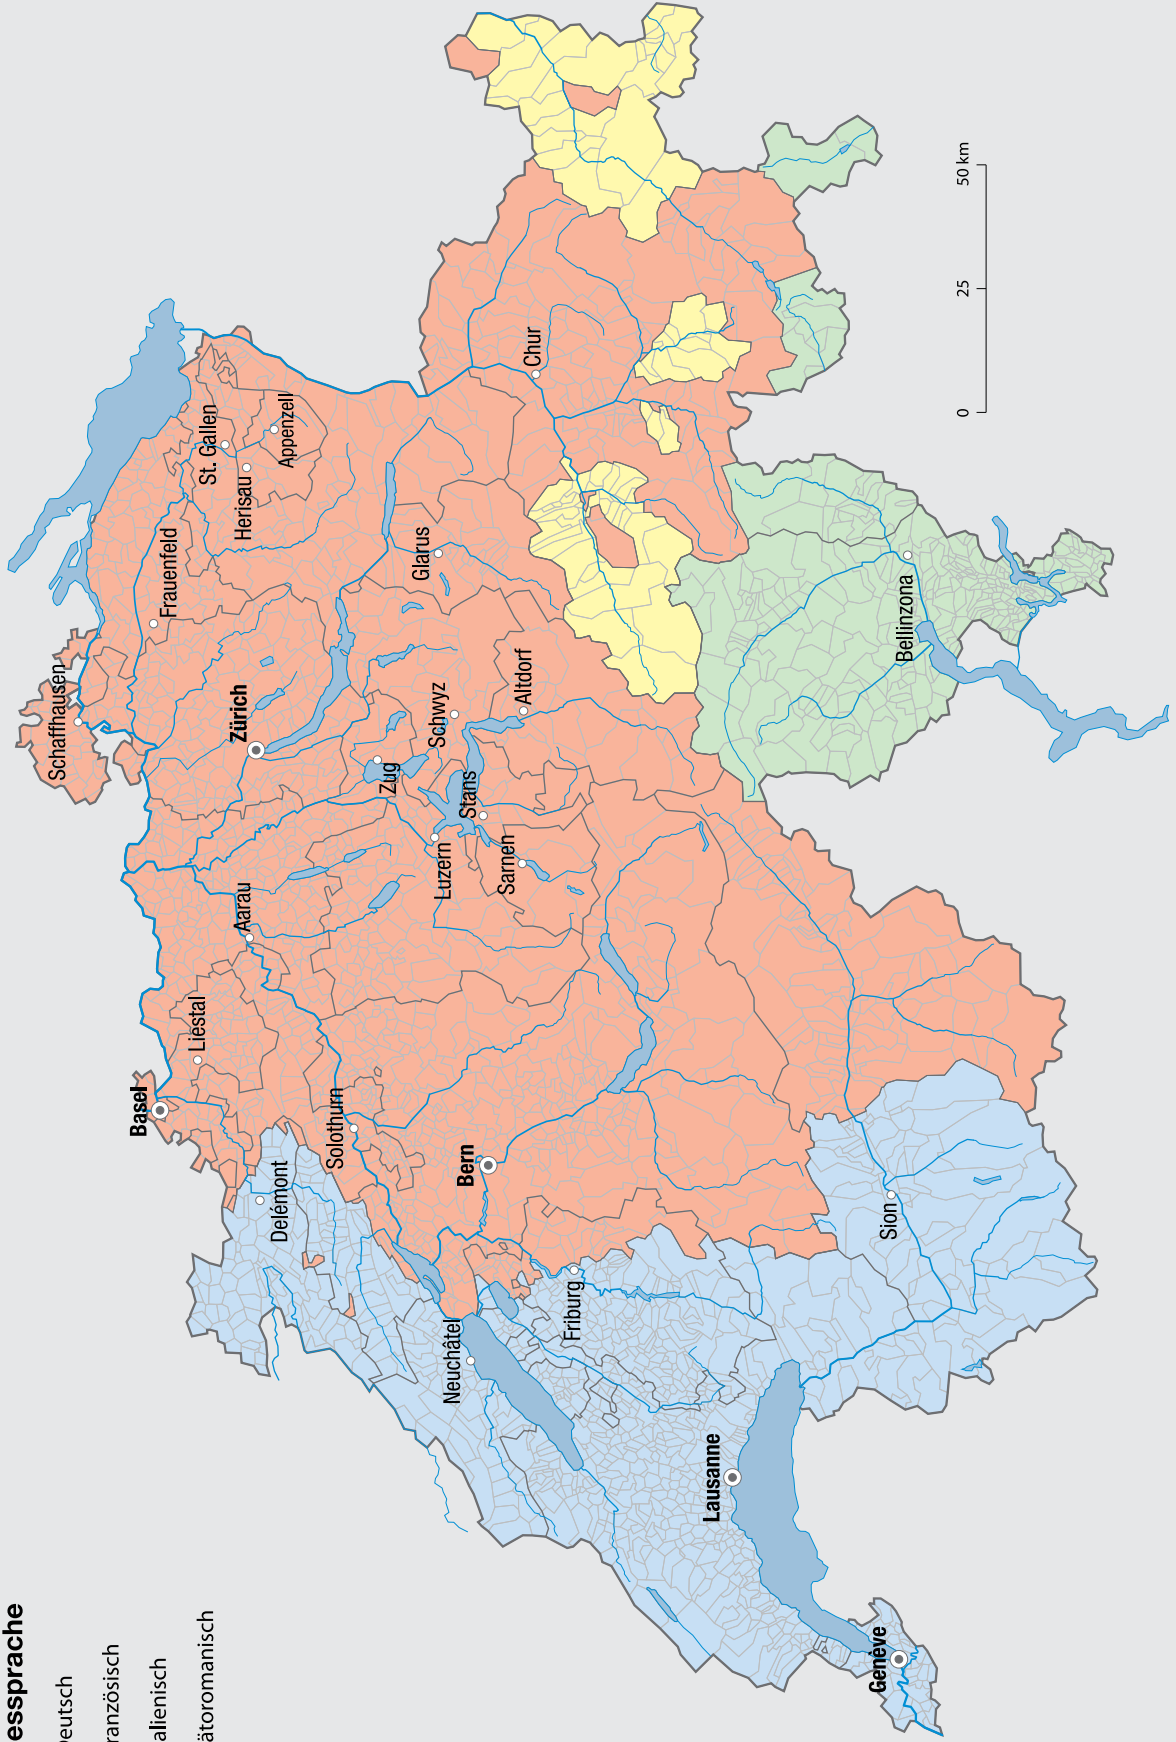 essprache
eutsch
ranzösisch
alienisch
ätoromanisch
Schaffhausen
Basel
Liestal
Frauenfeld
Zürich
Aarau
St. Gallen
Herisau
Appenzell
Delémont
Solothurn
Zug
Luzern
Schwyz
Glarus
Stans
Sarnen
Altdorf
Chur
Neuchâtel
Bern
Friburg
Lausanne
Sion
Bellinzona
Genève
0 25 50 km